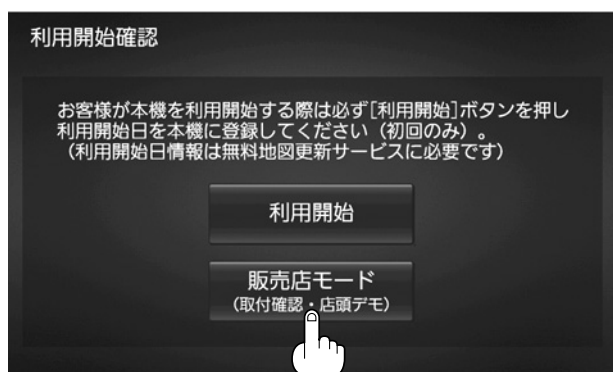 利用開始確認
お客様が本機を利用開始する際は必ず[利用開始]ボタンを押し
利用開始日を本機に登録してください（初回のみ）。
（利用開始日情報は無料地図更新サービスに必要です）
利用開始
販売店モード
(取付確認・店頭デモ)